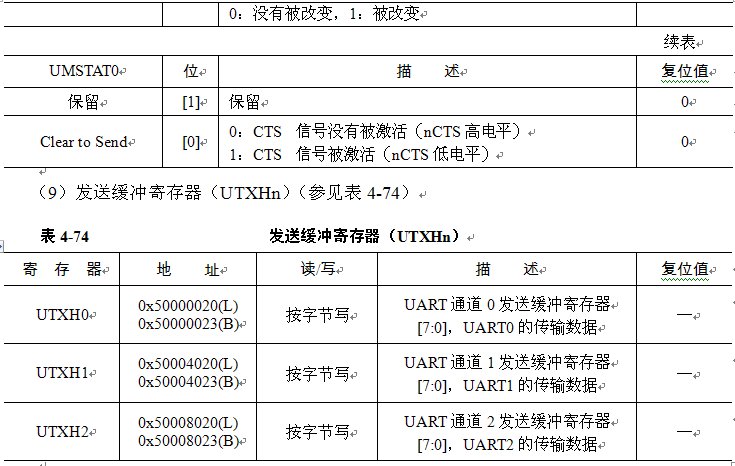 0：没有被改变，1：被改变
续表
UMSTAT0 位 描 述 复位值
保留 [1] 保留 0
Clear to Send [0] 0：CTS 信号没有被激活（nCTS 高电平） 0
1：CTS 信号被激活（nCTS 低电平）
（9）发送缓冲寄存器（UTXHn）（参见表 4-74）
表 4-74 发送缓冲寄存器（UTXHn）
寄 存 器 地 址 读/写 描 述 复位值
UTXH0 0x50000020(L) 按字节写 UART 通道 0 发送缓冲寄存器 —
0x50000023(B) [7:0]，UART0 的传输数据
UTXH1 0x50004020(L) 按字节写 UART 通道 1 发送缓冲寄存器 —
0x50004023(B) [7:0]，UART1 的传输数据
UTXH2 0x50008020(L) 按字节写 UART 通道 2 发送缓冲寄存器 —
0x50008023(B) [7:0]，UART2 的传输数据